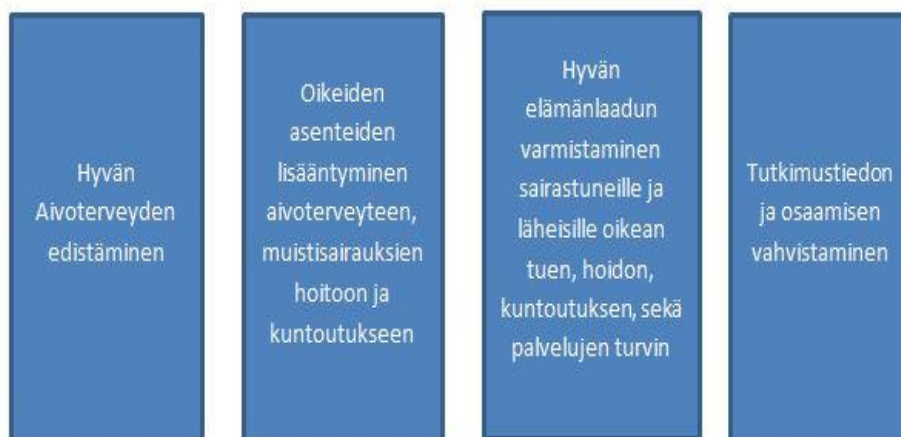 Hyvän
Aivoterveyden
edistäminen
Oikeiden
asenteiden
lisääntyminen
aivoterveyteen,
muistisairauksien
hoitoon ja
kuntoutukseen
Hyvän
elämänlaadun
varmistaminen
sairastuneille ja
läheisille oikean
tuen, hoidon,
kuntoutuksen, sekä
palvelujen turvin
Tutkimustiedon
ja osaamisen
vahvistaminen